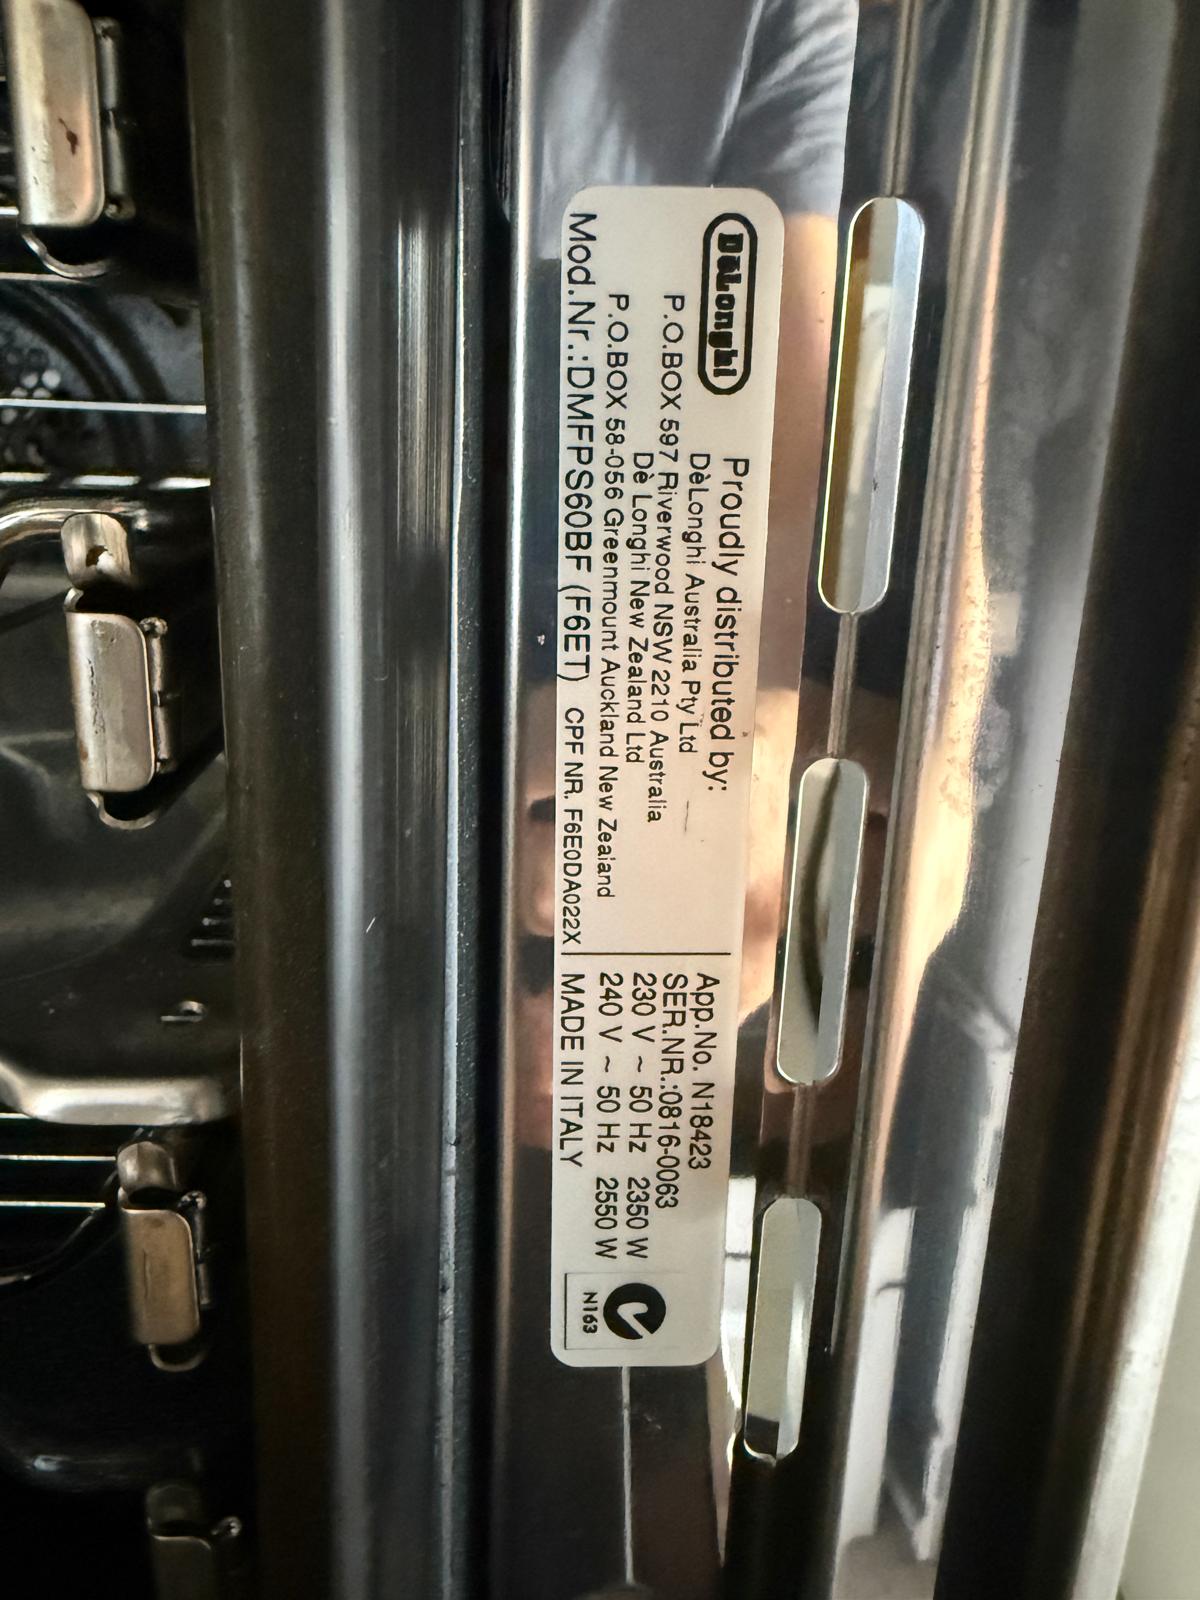 DèLonghi
Proudly distributed by:
DèLonghi Australia Pty Ltd
P.O.BOX 597 Riverwood NSW 2210 Australia
Dè Longhi New Zealand Ltd
P.O.BOX 58-056 Greenmount Auckland New Zealand
Mod.Nr.:DMFPS60BF (F6ET) CPF NR. F6E0DA022X
App.No. N18423
SER.NR.:0816-0063
230 V ~ 50 Hz 2350 W
240 V ~ 50 Hz 2550 W
MADE IN ITALY
N163